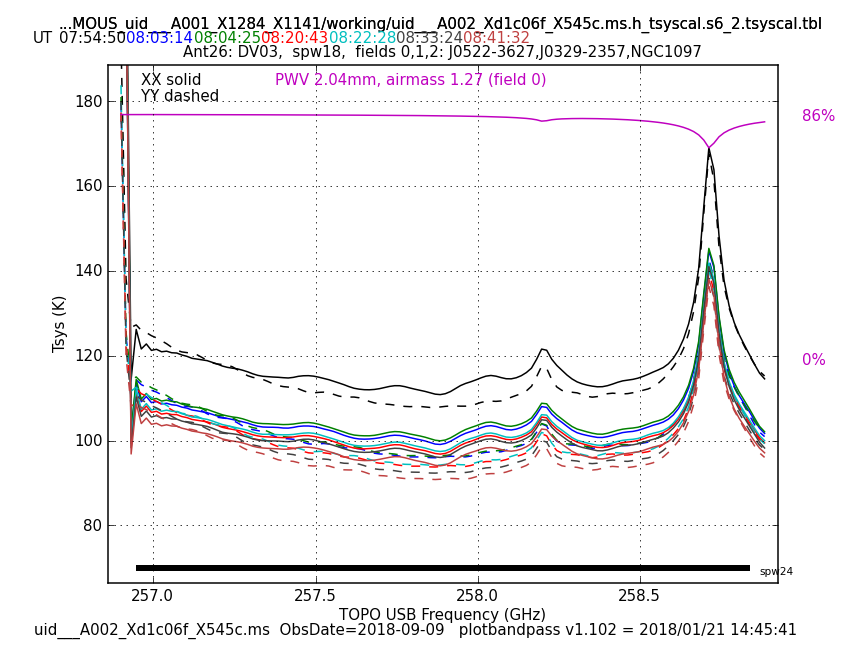 ...MOUS_uid___A001_X1284_X1141/working/uid___A002_Xd1c06f_X545c.ms.h_tsyscal.s6_2.tsyscal.tbl
UT 07:54:50 08:03:14 08:04:25 08:20:43 08:22:28 08:33:24 08:41:32
Ant26: DV03, spw18, fields 0,1,2: J0522-3627,J0329-2357,NGC1097
XX solid
YY dashed
PWV 2.04mm, airmass 1.27 (field 0)
86%
0%
180
160
140
120
100
80
Tsys (K)
spw24
257.0 257.5 258.0 258.5
TOPO USB Frequency (GHz)
uid___A002_Xd1c06f_X545c.ms ObsDate=2018-09-09 plotbandpass v1.102 = 2018/01/21 14:45:41